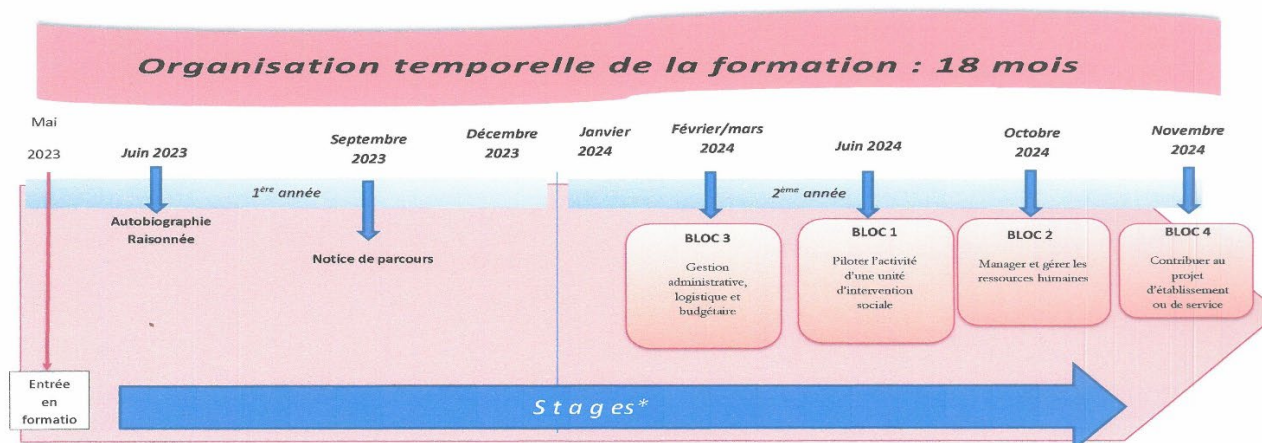 Organisation temporelle de la formation : 18 mois
Mai
2023
Juin 2023
Septembre
2023
Décembre
2023
Janvier
2024
Février/mars
2024
Juin 2024
Octobre
2024
Novembre
2024
1ère année
2ème année
Autobiographie
Raisonnée
Notice de parcours
BLOC 3
Gestion
administrative,
logistique et
budgétaire
BLOC 1
Piloter l'activité
d'une unité
d'intervention
sociale
BLOC 2
Manager et gérer les
ressources humaines
BLOC 4
Contribuer au
projet
d'établissement
ou de service
Entrée
en
formatio
Stages*